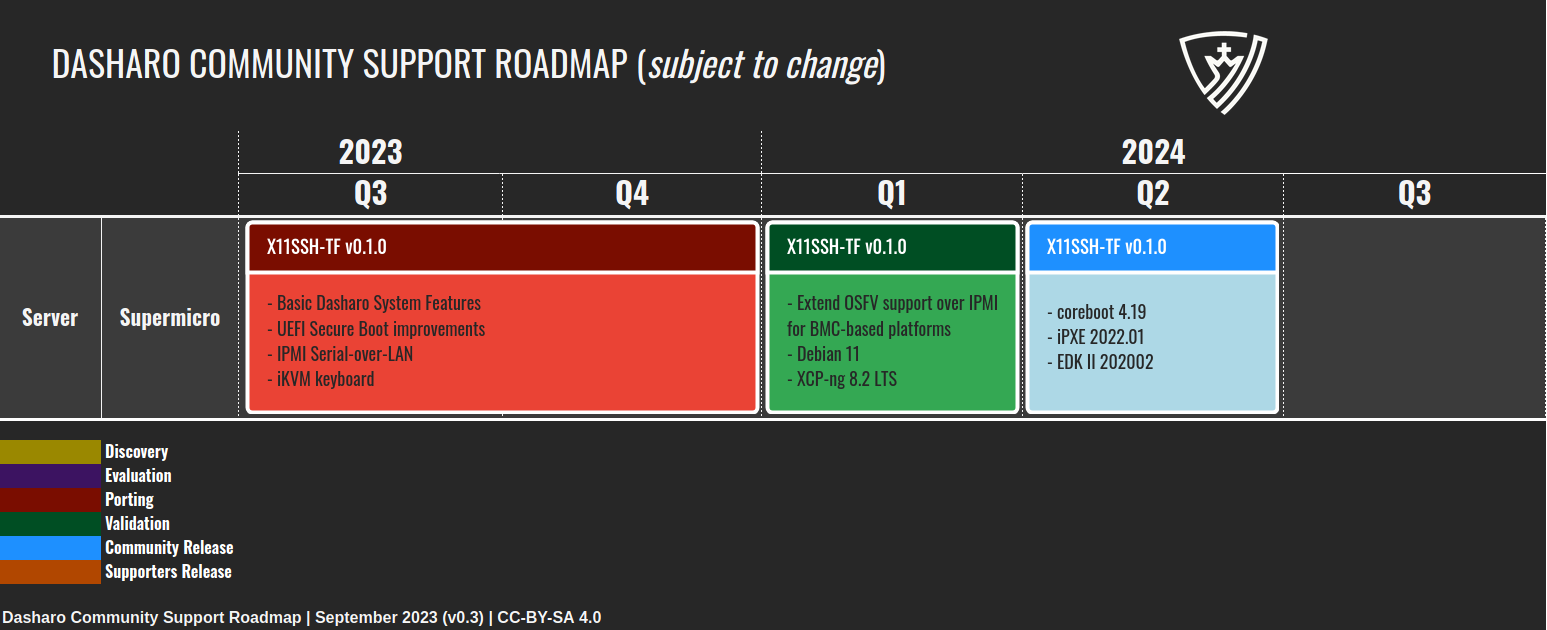 DASHARO COMMUNITY SUPPORT ROADMAP (subject to change)
2023
2024
Q3
Q4
Q1
Q2
Q3
Server
Supermicro
X11SSH-TF v0.1.0
- Basic Dasharo System Features
- UEFI Secure Boot improvements
- IPMI Serial-over-LAN
- iKVM keyboard
X11SSH-TF v0.1.0
- Extend OSFV support over IPMI
for BMC-based platforms
- Debian 11
- XCP-ng 8.2 LTS
X11SSH-TF v0.1.0
- coreboot 4.19
- iPXE 2022.01
- EDK II 202002
Discovery
Evaluation
Porting
Validation
Community Release
Supporters Release
Dasharo Community Support Roadmap | September 2023 (v0.3) | CC-BY-SA 4.0